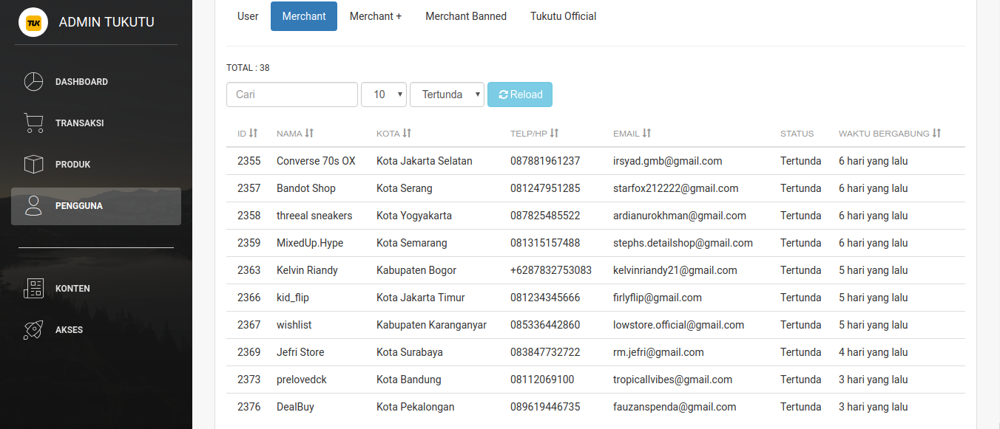 TUK ADMIN TUKUTU
DASHBOARD
TRANSAKSI
PRODUK
PENGGUNA
KONTEN
AKSES
User Merchant Merchant + Merchant Banned Tukutu Official
TOTAL : 38
Cari 10 Tertunda Reload
ID NAMA KOTA TELP/HP EMAIL STATUS WAKTU BERGABUNG
2355 Converse 70s OX Kota Jakarta Selatan 087881961237 irsyad.gmb@gmail.com Tertunda 6 hari yang lalu
2357 Bandot Shop Kota Serang 081247951285 starfox212222@gmail.com Tertunda 6 hari yang lalu
2358 threeal sneakers Kota Yogyakarta 087825485522 ardianurokhman@gmail.com Tertunda 6 hari yang lalu
2359 MixedUp.Hype Kota Semarang 081315157488 stephs.detailshop@gmail.com Tertunda 6 hari yang lalu
2363 Kelvin Riandy Kabupaten Bogor +6287832753083 kelvinriandy21@gmail.com Tertunda 5 hari yang lalu
2366 kid_flip Kota Jakarta Timur 081234345666 firlyflip@gmail.com Tertunda 5 hari yang lalu
2367 wishlist Kabupaten Karanganyar 085336442860 lowstore.official@gmail.com Tertunda 5 hari yang lalu
2369 Jefri Store Kota Surabaya 083847732722 rm.jefri@gmail.com Tertunda 4 hari yang lalu
2373 prelovedck Kota Bandung 08112069100 tropicallvibes@gmail.com Tertunda 3 hari yang lalu
2376 DealBuy Kota Pekalongan 089619446735 fauzanspenda@gmail.com Tertunda 3 hari yang lalu